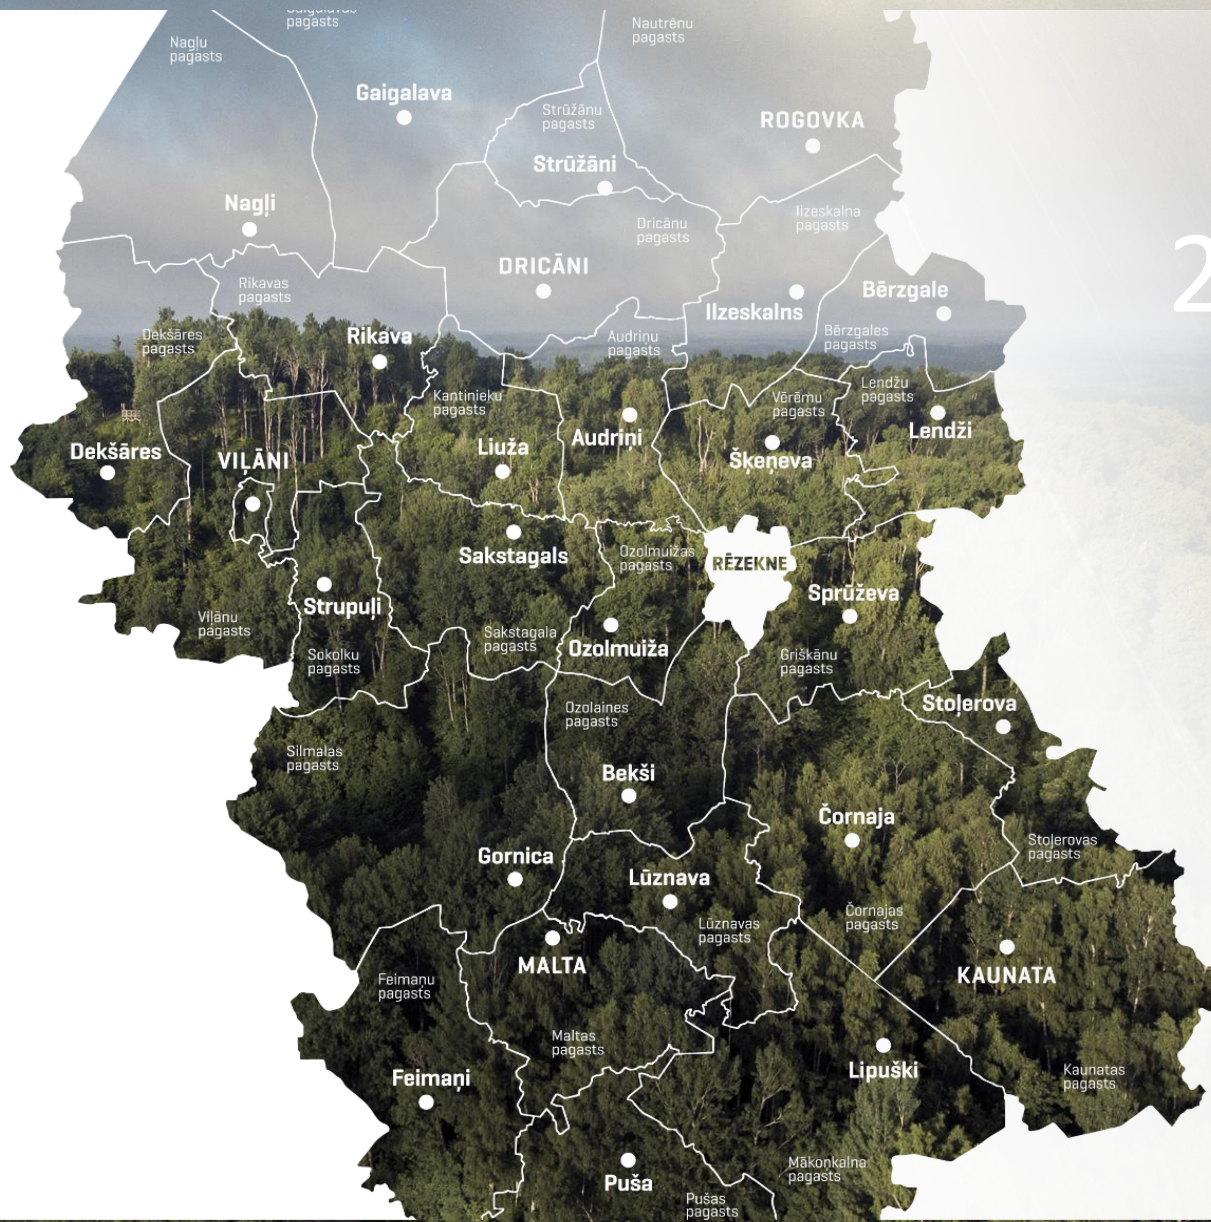 Gaigalavas
pagasts
Nagļu
pagasts
Nautrēnu
pagasts
Gaigalava
Strūžānu
pagasts
ROGOVKA
Strūžāni
Nagļi
Ilzeskalna
pagasts
Dricānu
pagasts
2
DRICĀNI
Rikavas
pagasts
Bērzgale
Ilzeskalns
Dekšāres
pagasts
Rikava
Audriņu
pagasts
Bērzgales
pagasts
Kantinieku
pagasts
Vērēmu
pagasts
Lendžu
pagasts
Dekšāres
VIĻĀNI
Liuža
Audriņi
Šķeņeva
Lendži
Sakstagals
Ozolmuižas
pagasts
RĒZEKNE
Strupuļi
Sprūževa
Viļānu
pagasts
Sokolku
pagasts
Sakstagala
pagasts
Ozolmuiža
Griškānu
pagasts
Ozolaines
pagasts
Stoļerova
Silmalas
pagasts
Bekši
Čornaja
Stoļerovas
pagasts
Gornica
Lūznava
Čornajas
pagasts
Lūznavas
pagasts
MALTA
KAUNATA
Feimaņu
pagasts
Maltas
pagasts
Feimaņi
Lipuški
Kaunatas
pagasts
Puša
Mākoņkalna
pagasts
Pušas
pagasts